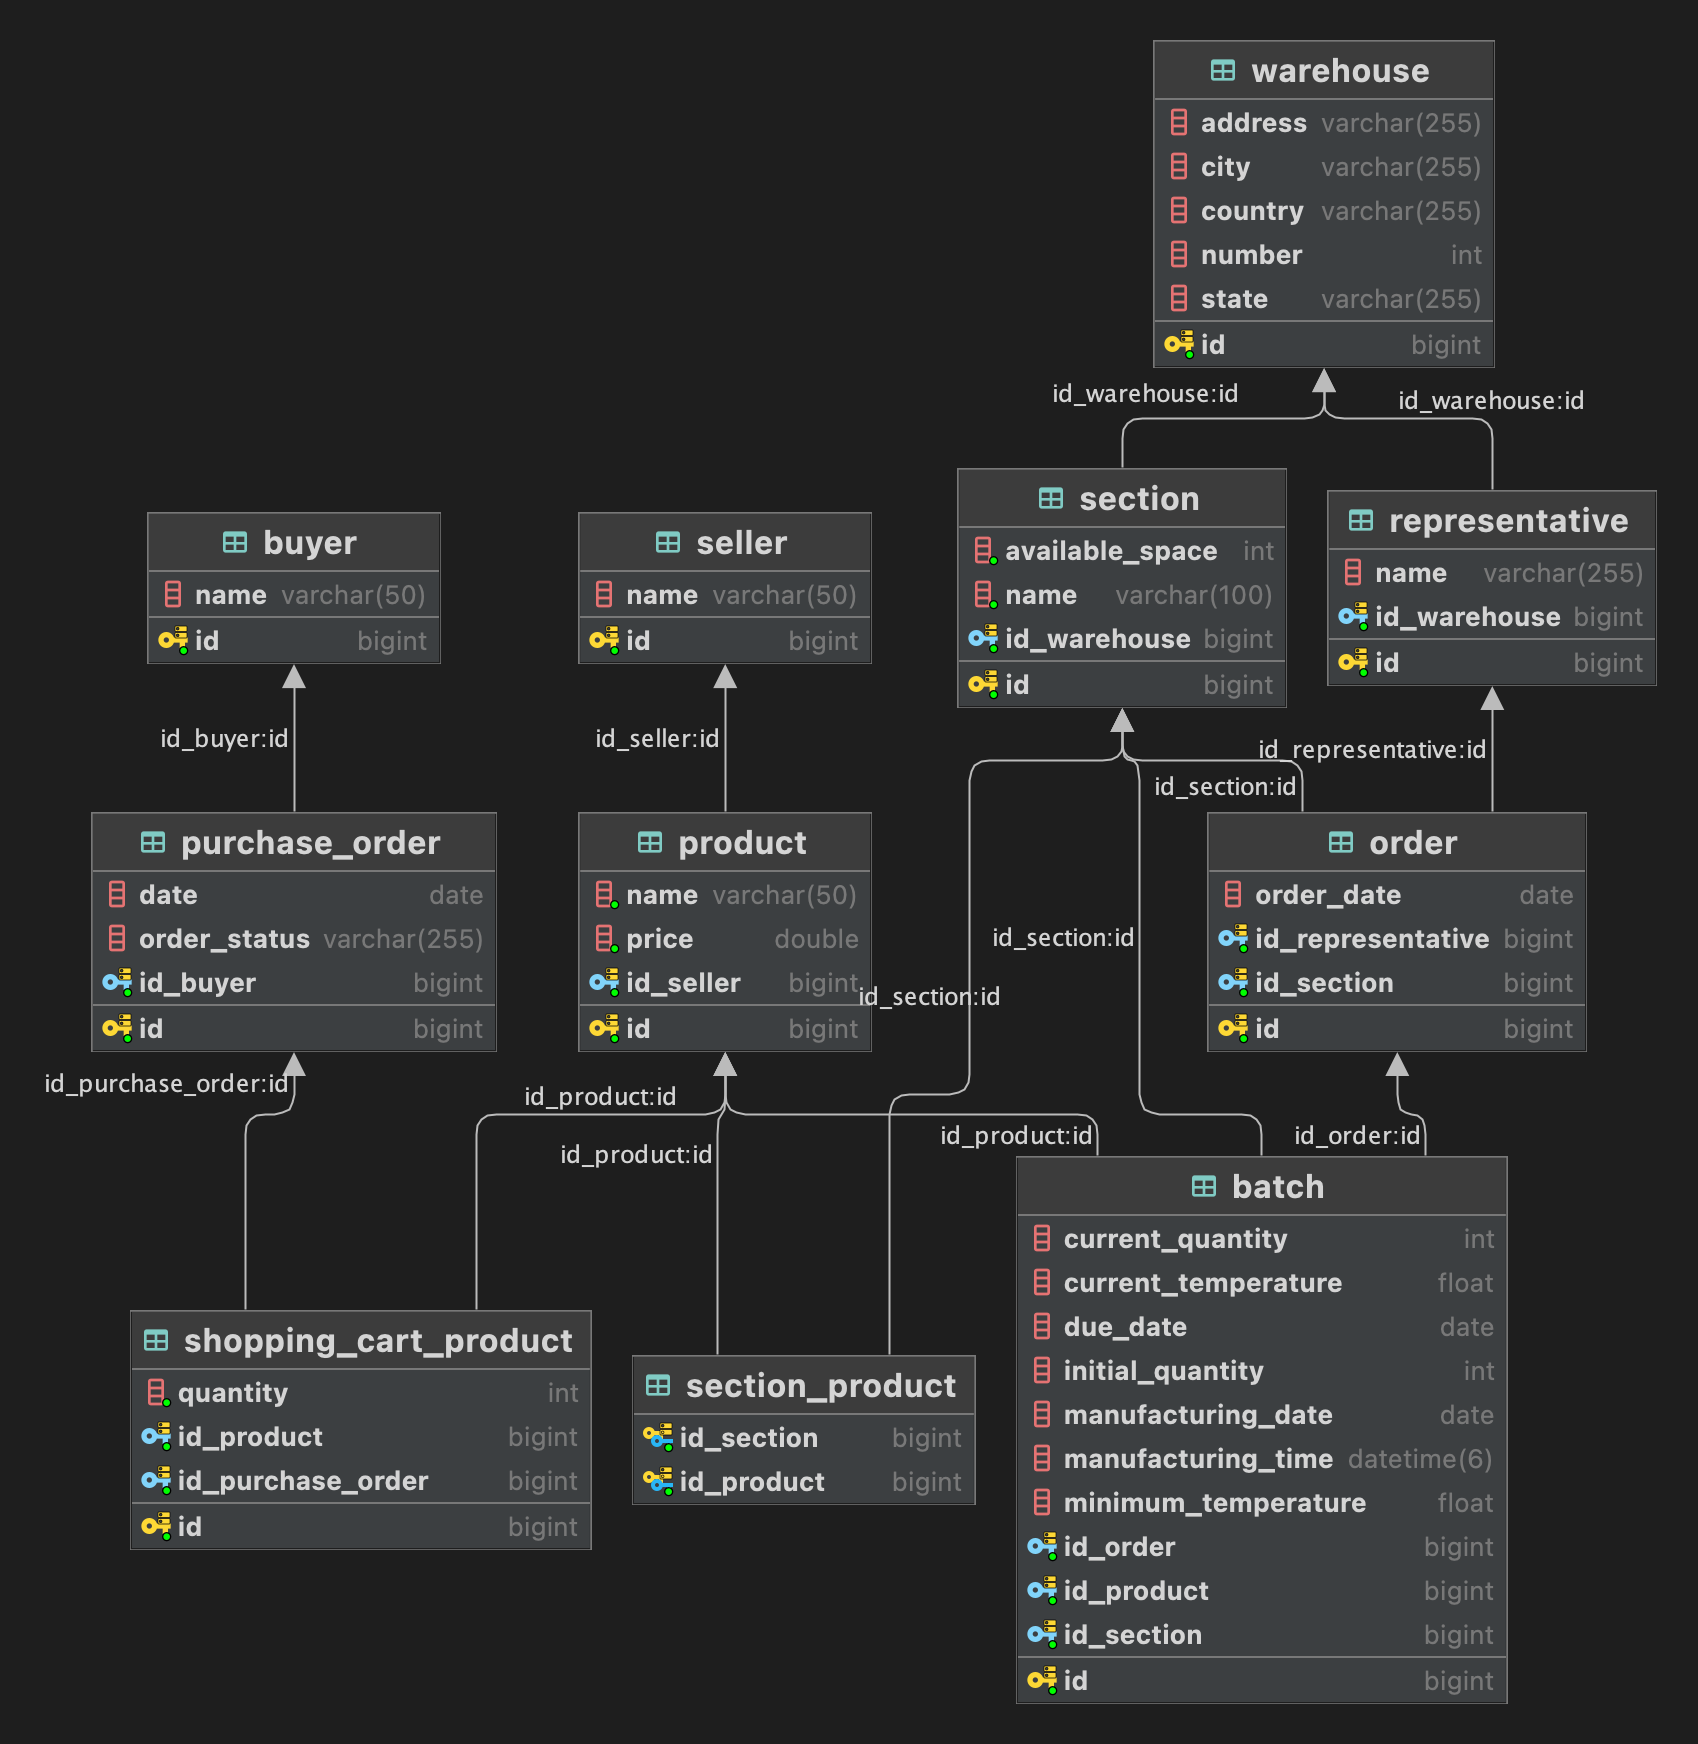 warehouse
address varchar(255)
city varchar(255)
country varchar(255)
number int
state varchar(255)
id bigint
id_warehouse:id
id_warehouse:id
section
available_space int
name varchar(100)
id_warehouse bigint
id bigint
representative
name varchar(255)
id_warehouse bigint
id bigint
buyer
name varchar(50)
id bigint
seller
name varchar(50)
id bigint
id_buyer:id
id_seller:id
id_representative:id
id_section:id
purchase_order
date date
order_status varchar(255)
id_buyer bigint
id bigint
product
name varchar(50)
price double
id_seller bigint
id bigint
id_section:id
id_section:id
order
order_date date
id_representative bigint
id_section bigint
id bigint
id_purchase_order:id
id_product:id
id_product:id
id_product:id
id_order:id
shopping_cart_product
quantity int
id_product bigint
id_purchase_order bigint
id bigint
section_product
id_section bigint
id_product bigint
batch
current_quantity int
current_temperature float
due_date date
initial_quantity int
manufacturing_date date
manufacturing_time datetime(6)
minimum_temperature float
id_order bigint
id_product bigint
id_section bigint
id bigint